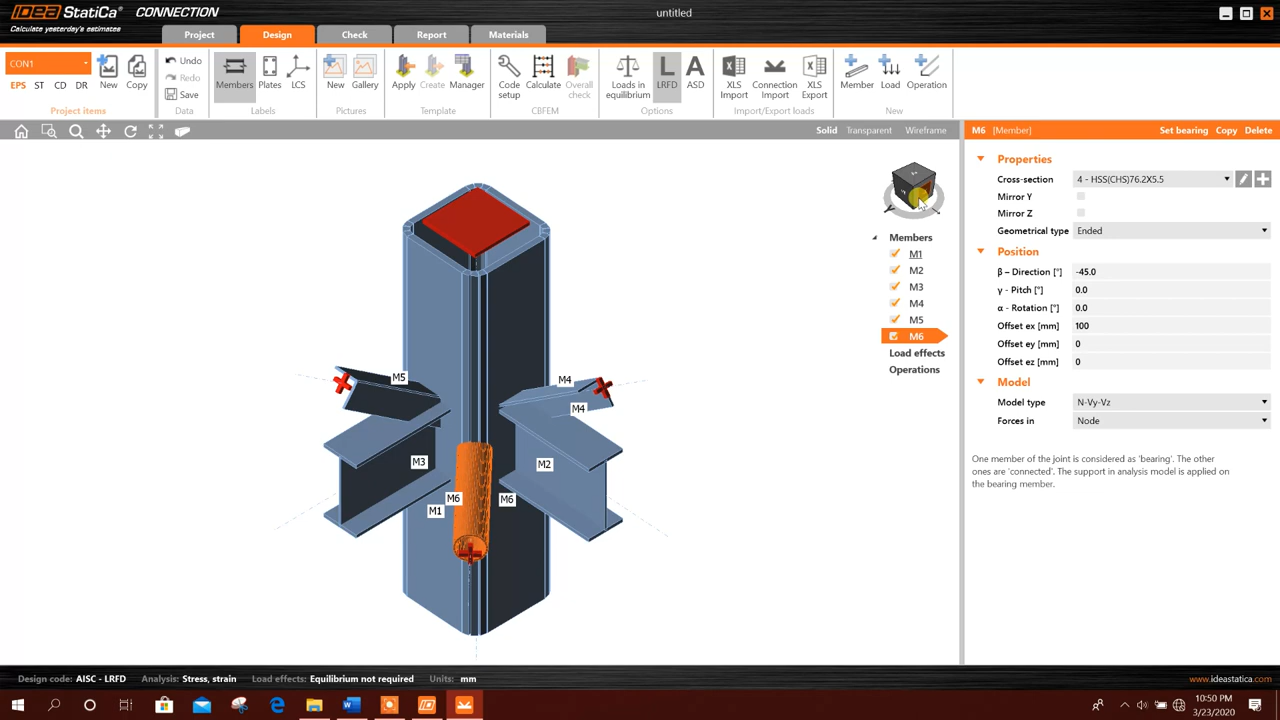 IDEA StatiCa® CONNECTION
Calculate yesterday's estimates
untitled
Project Design Check Report Materials
CON1
EPS ST CD DR
New Copy
Project items
Undo
Redo
Save
Data
Members Plates LCS
Labels
New Gallery
Pictures
Apply Create Manager
Template
Code setup Calculate Overall check
CBFEM
Loads in equilibrium LRFD ASD
Options
XLS Import Connection Import XLS Export
Import/Export loads
Member Load Operation
New
Solid Transparent Wireframe
M6 [Member] Set bearing Copy Delete
Properties
Cross-section 4 - HSS(CHS)76.2X5.5
Mirror Y
Mirror Z
Geometrical type Ended
Position
β – Direction [°] -45.0
γ - Pitch [°] 0.0
α - Rotation [°] 0.0
Offset ex [mm] 100
Offset ey [mm] 0
Offset ez [mm] 0
Model
Model type N-Vy-Vz
Forces in Node
One member of the joint is considered as 'bearing'. The other
ones are 'connected'. The support in analysis model is applied on
the bearing member.
Members
M1
M2
M3
M4
M5
M6
Load effects
Operations
M5
M4
M4
M3
M2
M6
M6
M1
Design code: AISC - LRFD Analysis: Stress, strain Load effects: Equilibrium not required Units: mm
www.ideastatica.com
10:50 PM
3/23/2020